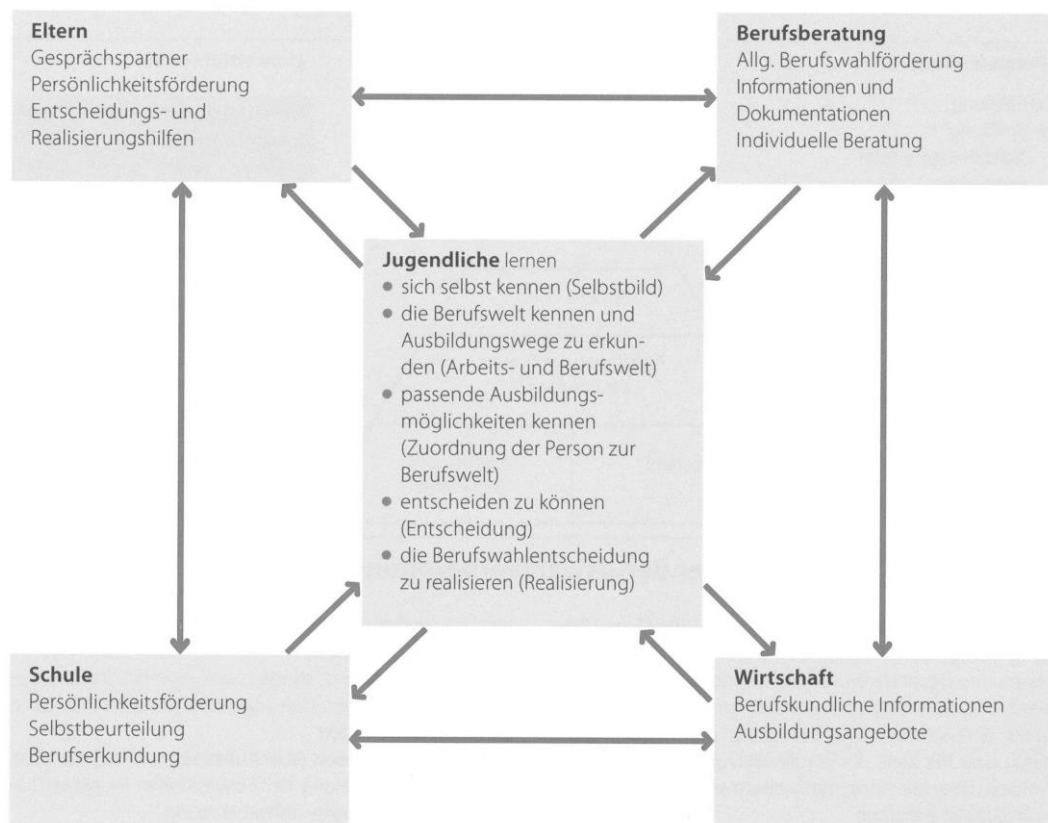 Eltern
Gesprächspartner
Persönlichkeitsförderung
Entscheidungs- und
Realisierungshilfen
Berufsberatung
Allg. Berufswahlförderung
Informationen und
Dokumentationen
Individuelle Beratung
Jugendliche lernen
• sich selbst kennen (Selbstbild)
• die Berufswelt kennen und
Ausbildungswege zu erkun-
den (Arbeits- und Berufswelt)
• passende Ausbildungs-
möglichkeiten kennen
(Zuordnung der Person zur
Berufswelt)
• entscheiden zu können
(Entscheidung)
• die Berufswahlentscheidung
zu realisieren (Realisierung)
Schule
Persönlichkeitsförderung
Selbstbeurteilung
Berufserkundung
Wirtschaft
Berufskundliche Informationen
Ausbildungsangebote